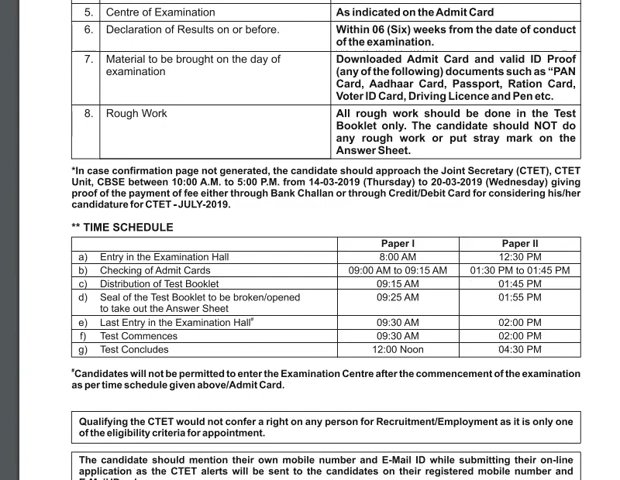 5. Centre of Examination As indicated on the Admit Card
6. Declaration of Results on or before. Within 06 (Six) weeks from the date of conduct
of the examination.
7. Material to be brought on the day of Downloaded Admit Card and valid ID Proof
examination (any of the following) documents such as “PAN
Card, Aadhaar Card, Passport, Ration Card,
Voter ID Card, Driving Licence and Pen etc.
8. Rough Work All rough work should be done in the Test
Booklet only. The candidate should NOT do
any rough work or put stray mark on the
Answer Sheet.
*In case confirmation page not generated, the candidate should approach the Joint Secretary (CTET), CTET
Unit, CBSE between 10:00 A.M. to 5:00 P.M. from 14-03-2019 (Thursday) to 20-03-2019 (Wednesday) giving
proof of the payment of fee either through Bank Challan or through Credit/Debit Card for considering his/her
candidature for CTET - JULY-2019.
** TIME SCHEDULE
Paper I Paper II
a) Entry in the Examination Hall 8:00 AM 12:30 PM
b) Checking of Admit Cards 09:00 AM to 09:15 AM 01:30 PM to 01:45 PM
c) Distribution of Test Booklet 09:15 AM 01:45 PM
d) Seal of the Test Booklet to be broken/opened 09:25 AM 01:55 PM
to take out the Answer Sheet
e) Last Entry in the Examination Hall# 09:30 AM 02:00 PM
f) Test Commences 09:30 AM 02:00 PM
g) Test Concludes 12:00 Noon 04:30 PM
#Candidates will not be permitted to enter the Examination Centre after the commencement of the examination
as per time schedule given above/Admit Card.
Qualifying the CTET would not confer a right on any person for Recruitment/Employment as it is only one
of the eligibility criteria for appointment.
The candidate should mention their own mobile number and E-Mail ID while submitting their on-line
application as the CTET alerts will be sent to the candidates on their registered mobile number and